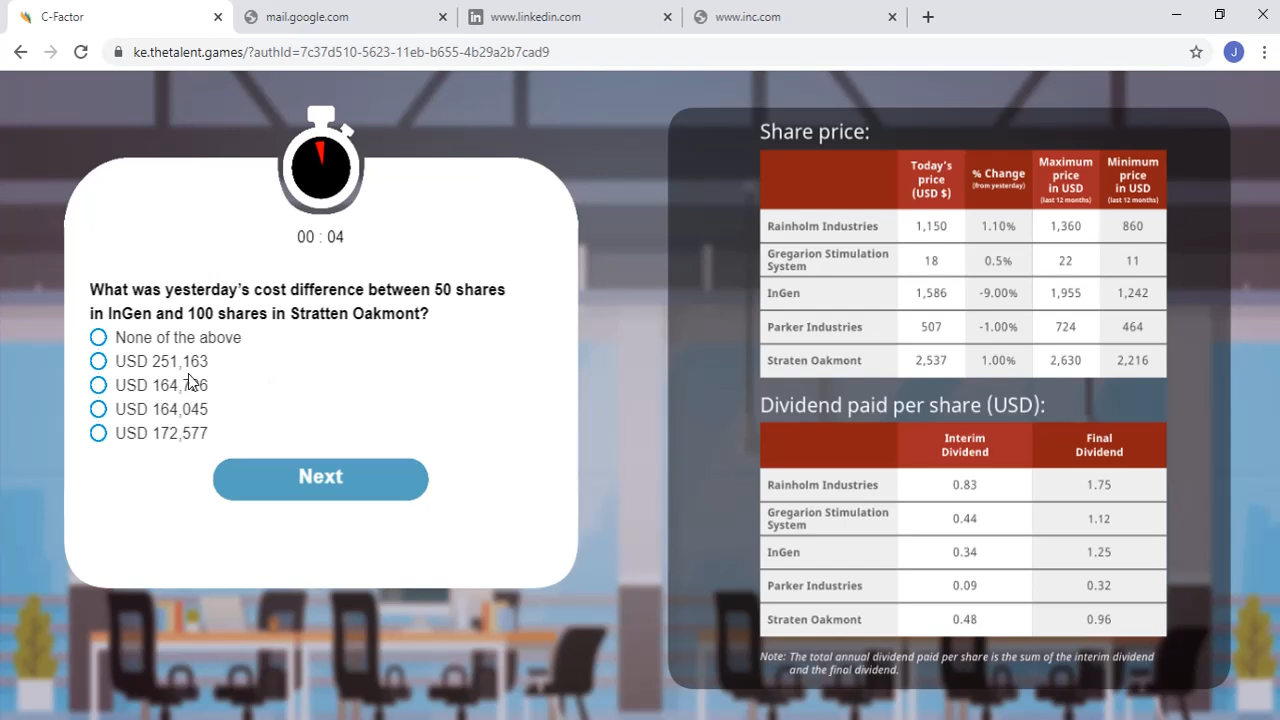 C-Factor
mail.google.com
www.linkedin.com
www.inc.com
ke.thetalent.games/?authId=7c37d510-5623-11eb-b655-4b29a2b7cad9
J
00 : 04
What was yesterday's cost difference between 50 shares
in InGen and 100 shares in Stratten Oakmont?
None of the above
USD 251,163
USD
USD 164,045
USD 172,577
Next
Share price:
Today's price (USD $) % Change (from yesterday) Maximum price in USD (last 12 months) Minimum price in USD (last 12 months)
Rainholm Industries 1,150 1.10% 1,360 860
Gregarion Stimulation System 18 0.5% 22 11
InGen 1,586 -9.00% 1,955 1,242
Parker Industries 507 -1.00% 724 464
Straten Oakmont 2,537 1.00% 2,630 2,216
Dividend paid per share (USD):
Interim Dividend Final Dividend
Rainholm Industries 0.83 1.75
Gregarion Stimulation System 0.44 1.12
InGen 0.34 1.25
Parker Industries 0.09 0.32
Straten Oakmont 0.48 0.96
Note: The total annual dividend paid per share is the sum of the interim dividend
and the final dividend.